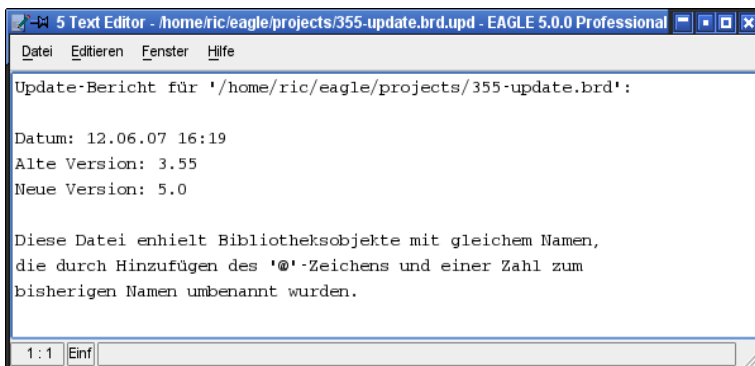 5 Text Editor - /home/ric/eagle/projects/355-update.brd.upd - EAGLE 5.0.0 Professional
Datei Editieren Fenster Hilfe
Update-Bericht für '/home/ric/eagle/projects/355-update.brd':
Datum: 12.06.07 16:19
Alte Version: 3.55
Neue Version: 5.0
Diese Datei enhielt Bibliotheksobjekte mit gleichem Namen,
die durch Hinzufügen des '@'-Zeichens und einer Zahl zum
bisherigen Namen umbenannt wurden.
1 : 1 Einf